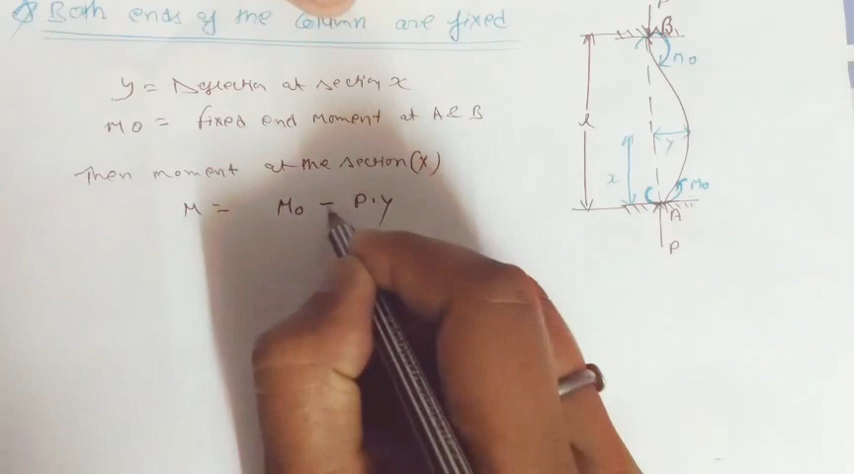 Both ends of the column are fixed
y = Deflection at section x
Mo = fixed end moment at A & B
Then moment at the section (x)
M = Mo - P.y
P
B
Mo
l
y
x
Mo
A
P